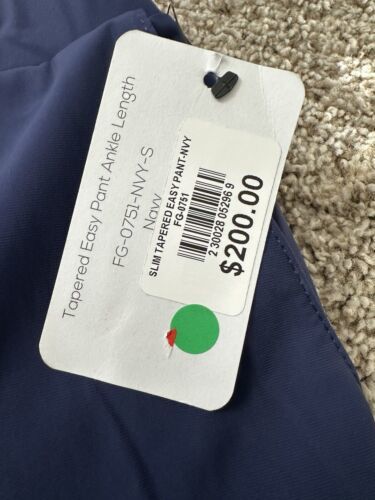 Tapered Easy Pant Ankle Length
FG-0751-NVY-S
Navy
SLIM TAPERED EASY PANT-NVY
FG-0751
2 30028 05296 9
$200.00